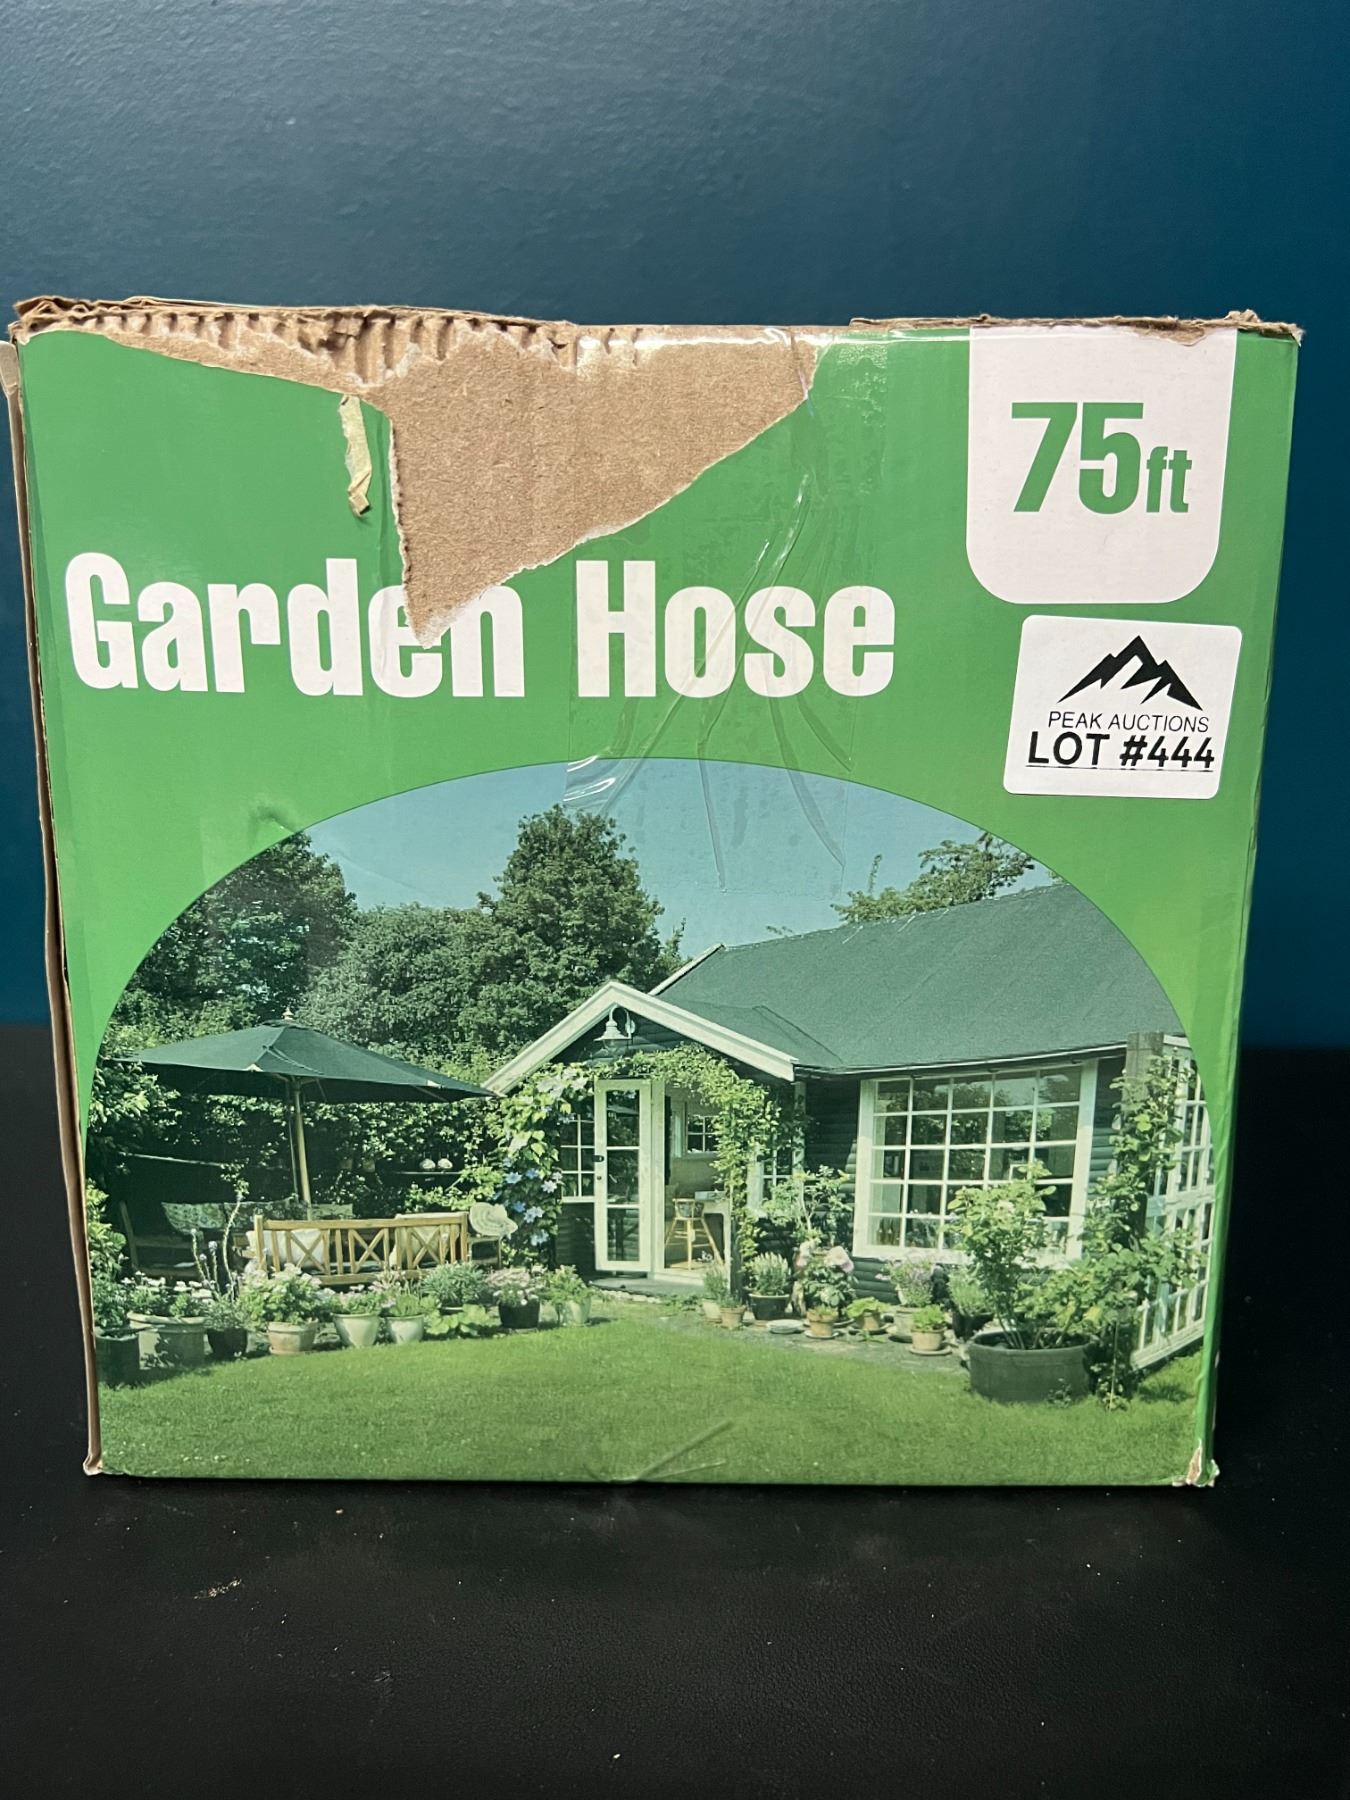 75ft
Garden Hose
PEAK AUCTIONS
LOT #444